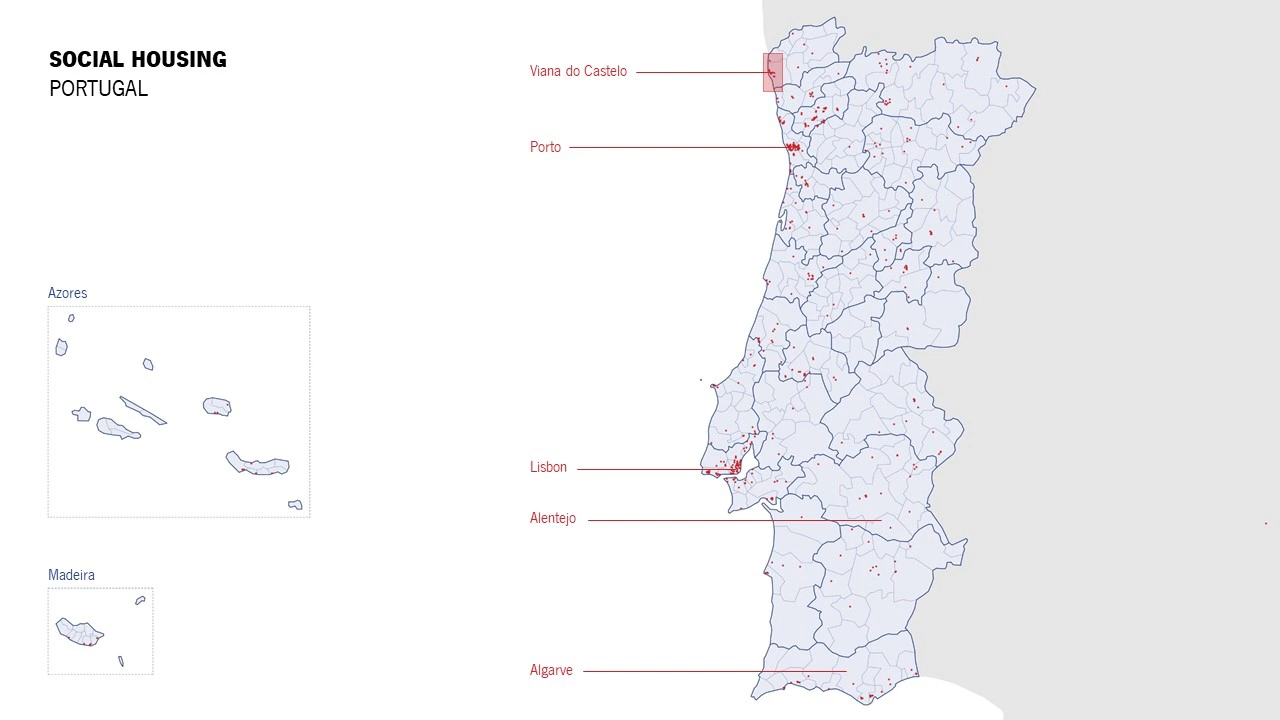 SOCIAL HOUSING
PORTUGAL
Viana do Castelo
Porto
Azores
Lisbon
Alentejo
Madeira
Algarve